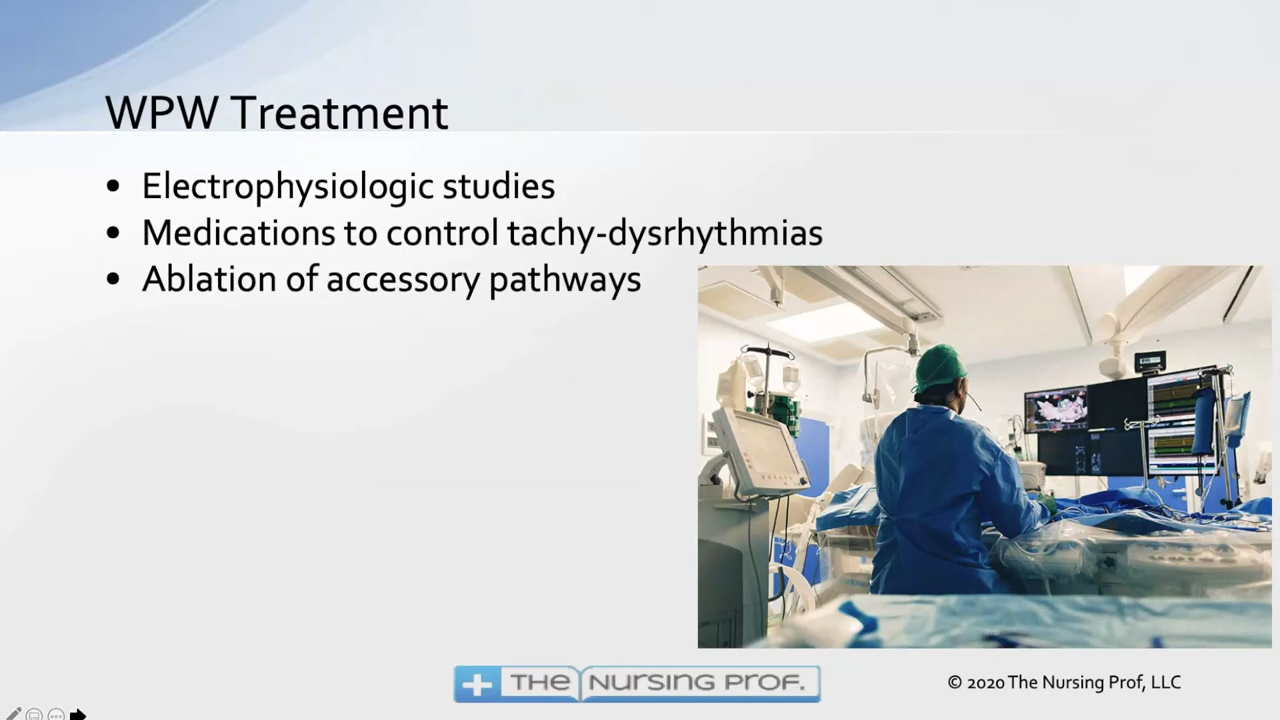 WPW Treatment
• Electrophysiologic studies
• Medications to control tachy-dysrhythmias
• Ablation of accessory pathways
THE NURSING PROF.
© 2020 The Nursing Prof, LLC